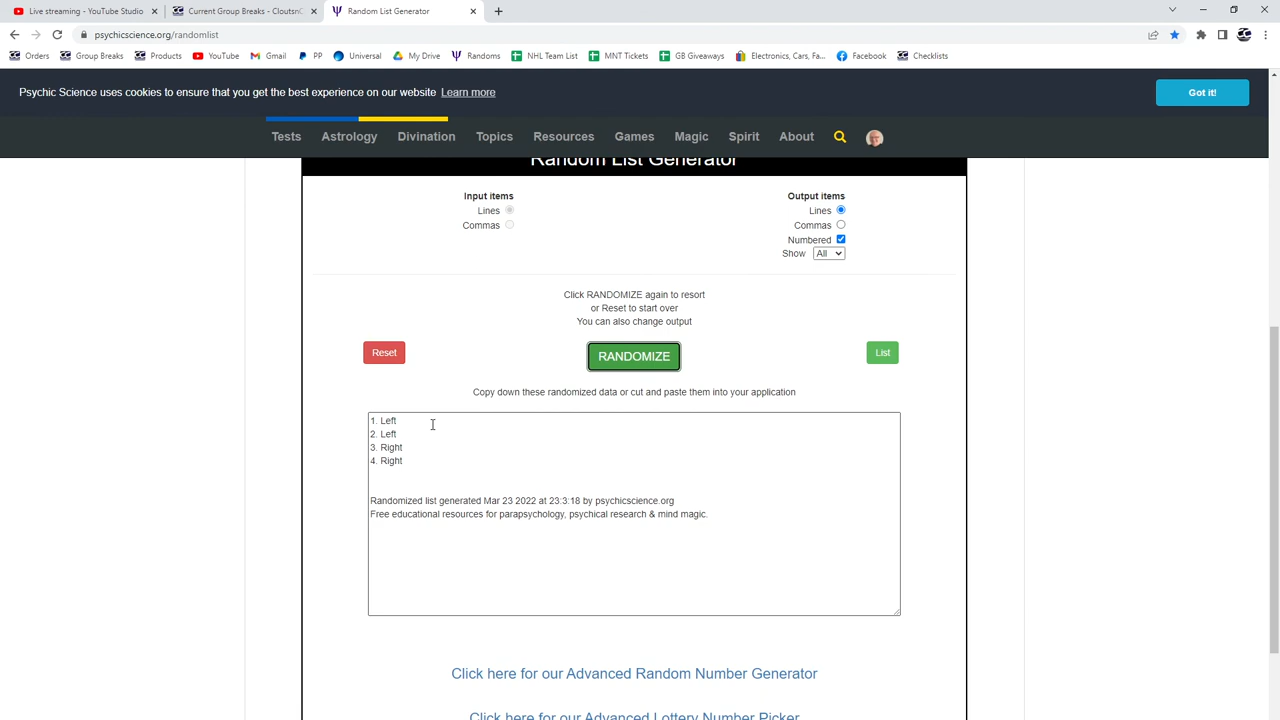 Live streaming - YouTube Studio
Current Group Breaks - CloutsnC
Random List Generator
psychicscience.org/randomlist
Orders
Group Breaks
Products
YouTube
Gmail
PP
Universal
My Drive
Randoms
NHL Team List
MNT Tickets
GB Giveaways
Electronics, Cars, Fa...
Facebook
Checklists
Psychic Science uses cookies to ensure that you get the best experience on our website Learn more
Got it!
Tests
Astrology
Divination
Topics
Resources
Games
Magic
Spirit
About
Random List Generator
Input items
Lines
Commas
Output items
Lines
Commas
Numbered
Show All
Click RANDOMIZE again to resort
or Reset to start over
You can also change output
Reset
RANDOMIZE
List
Copy down these randomized data or cut and paste them into your application
1. Left
2. Left
3. Right
4. Right
Randomized list generated Mar 23 2022 at 23:3:18 by psychicscience.org
Free educational resources for parapsychology, psychical research & mind magic.
Click here for our Advanced Random Number Generator
Click here for our Advanced Lottery Number Picker